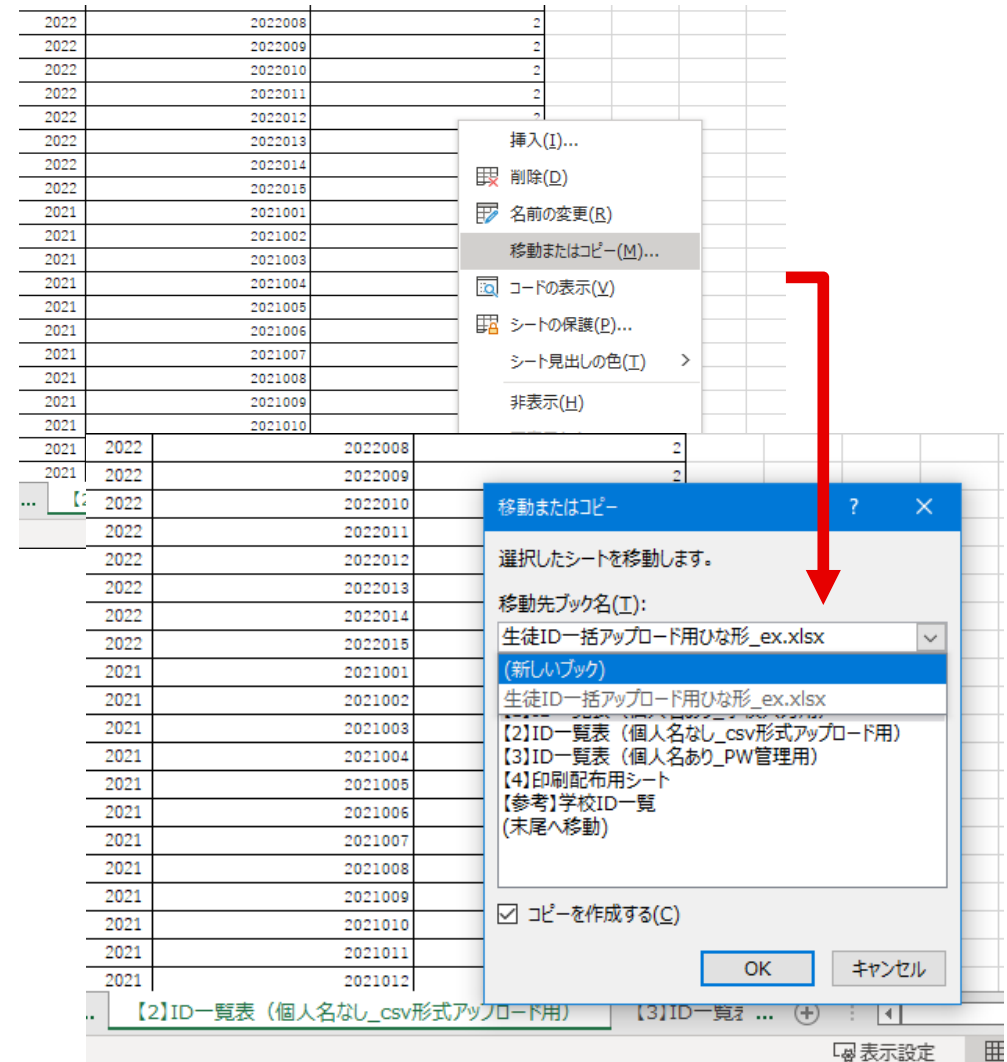 2022 2022008 2
2022 2022009 2
2022 2022010 2
2022 2022011 2
2022 2022012 2
2022 2022013
2022 2022014
2022 2022015
2021 2021001
2021 2021002
2021 2021003
2021 2021004
2021 2021005
2021 2021006
2021 2021007
2021 2021008
2021 2021009
2021 2021010
2021
2021
...
挿入(I)...
削除(D)
名前の変更(R)
移動またはコピー(M)...
コードの表示(V)
シートの保護(P)...
シート見出しの色(T) >
非表示(H)
2022 2022008 2
2022 2022009 2
2022 2022010
2022 2022011
2022 2022012
2022 2022013
2022 2022014
2022 2022015
2021 2021001
2021 2021002
2021 2021003
2021 2021004
2021 2021005
2021 2021006
2021 2021007
2021 2021008
2021 2021009
2021 2021010
2021 2021011
2021 2021012
移動またはコピー ? ×
選択したシートを移動します。
移動先ブック名(T):
生徒ID一括アップロード用ひな形_ex.xlsx
(新しいブック)
生徒ID一括アップロード用ひな形_ex.xlsx
【2】ID一覧表（個人名なし_csv形式アップロード用）
【3】ID一覧表（個人名あり_PW管理用）
【4】印刷配布用シート
【参考】学校ID一覧
(末尾へ移動)
コピーを作成する(C)
OK キャンセル
【2】ID一覧表（個人名なし_csv形式アップロード用） 【3】ID一覧 ...
表示設定